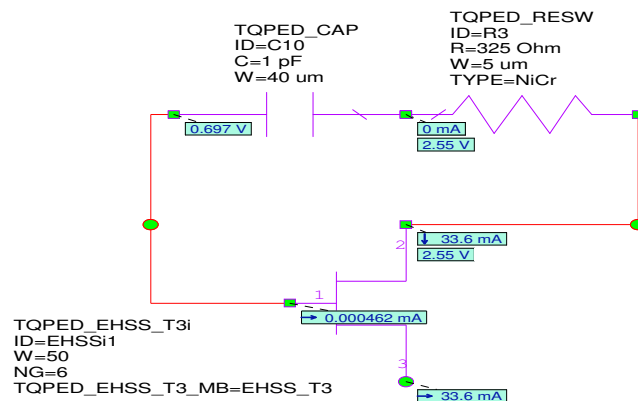 TQPED_CAP
ID=C10
C=1 pF
W=40 um
TQPED_RESW
ID=R3
R=325 Ohm
W=5 um
TYPE=NiCr
0.697 V
0 mA
2.55 V
2
33.6 mA
2.55 V
1
0.000462 mA
TQPED_EHSS_T3i
ID=EHSSi1
W=50
NG=6
TQPED_EHSS_T3_MB=EHSS_T3
3
33.6 mA